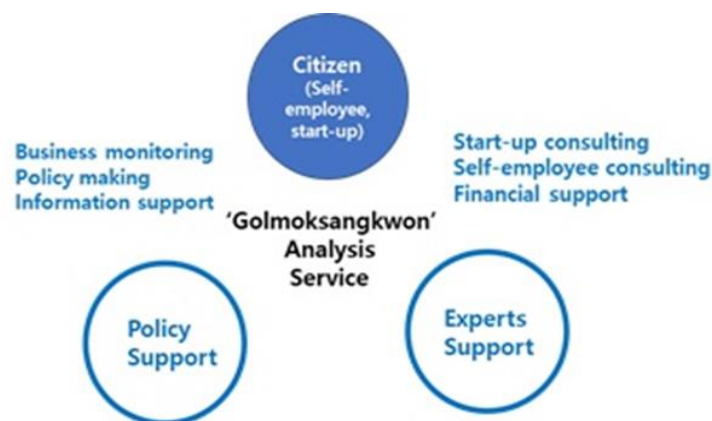 Citizen
(Self-
employee,
start-up)
Business monitoring
Policy making
Information support
Start-up consulting
Self-employee consulting
Financial support
‘Golmoksangkwon’
Analysis
Service
Policy
Support
Experts
Support